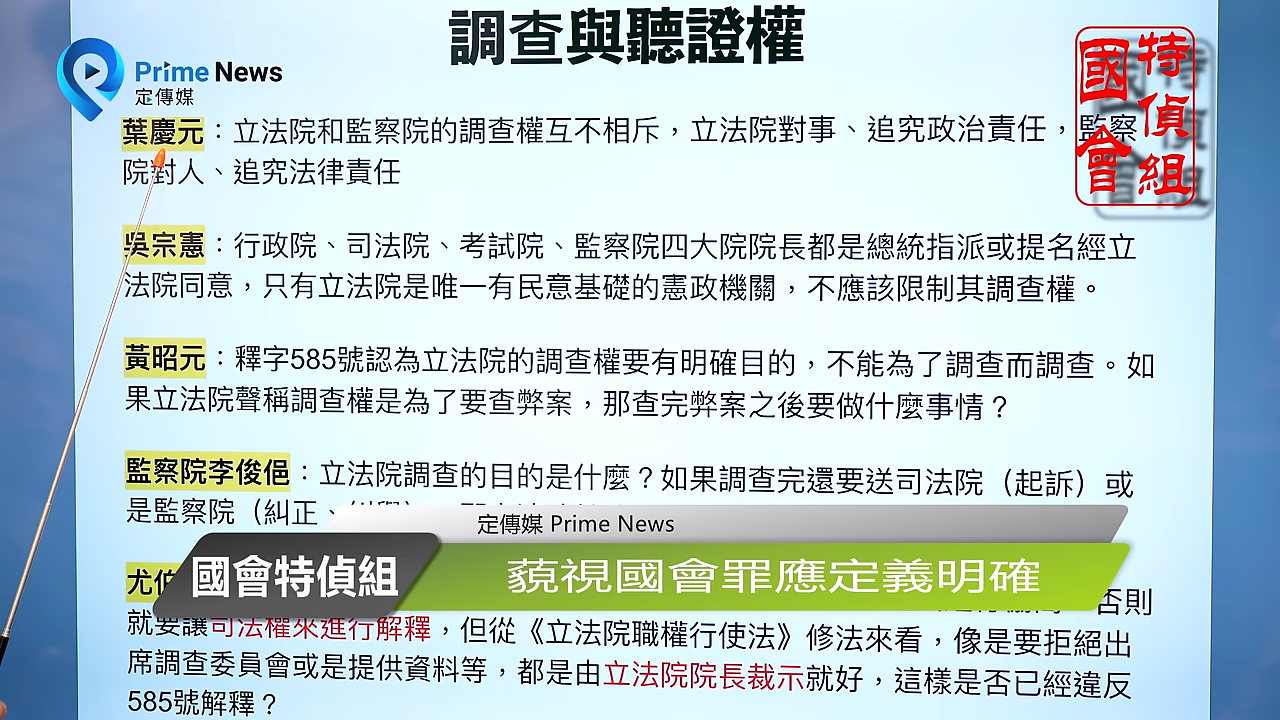 調查與聽證權
Prime News
定傳媒
國會
特偵組
葉慶元：立法院和監察院的調查權互不相斥，立法院對事、追究政治責任，監察
院對人、追究法律責任
吳宗憲：行政院、司法院、考試院、監察院四大院院長都是總統指派或提名經立
法院同意，只有立法院是唯一有民意基礎的憲政機關，不應該限制其調查權。
黃昭元：釋字585號認為立法院的調查權要有明確目的，不能為了調查而調查。如
果立法院聲稱調查權是為了要查弊案，那查完弊案之後要做什麼事情？
監察院李俊俋：立法院調查的目的是什麼？如果調查完還要送司法院（起訴）或
是監察院（糾正、
定傳媒 Prime News
國會特偵組
藐視國會罪應定義明確
尤伯
否則
就要讓司法權來進行解釋，但從《立法院職權行使法》修法來看，像是要拒絕出
席調查委員會或是提供資料等，都是由立法院院長裁示就好，這樣是否已經違反
585號解釋？